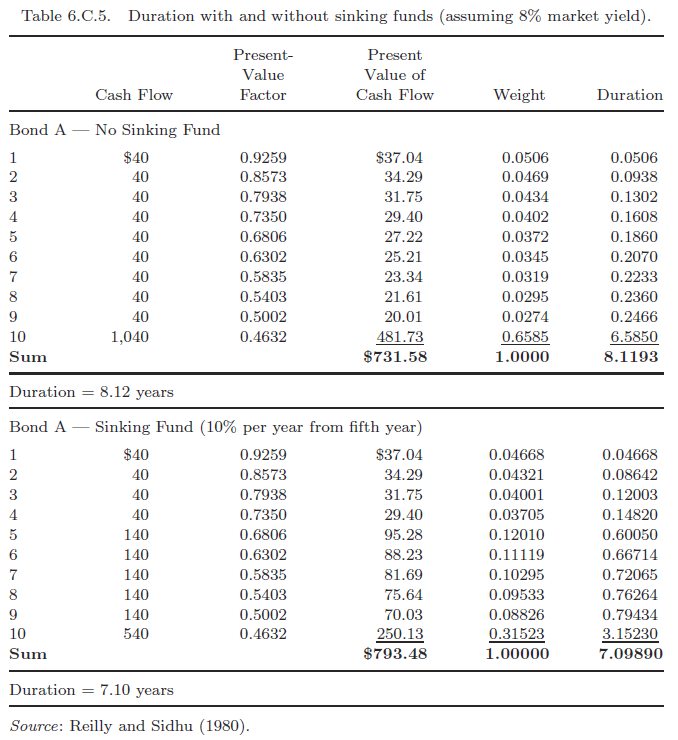 Table 6.C.5. Duration with and without sinking funds (assuming 8% market yield).
Present- Present
Value Value of
Cash Flow Factor Cash Flow Weight Duration
Bond A — No Sinking Fund
1 $40 0.9259 $37.04 0.0506 0.0506
2 40 0.8573 34.29 0.0469 0.0938
3 40 0.7938 31.75 0.0434 0.1302
4 40 0.7350 29.40 0.0402 0.1608
5 40 0.6806 27.22 0.0372 0.1860
6 40 0.6302 25.21 0.0345 0.2070
7 40 0.5835 23.34 0.0319 0.2233
8 40 0.5403 21.61 0.0295 0.2360
9 40 0.5002 20.01 0.0274 0.2466
10 1,040 0.4632 481.73 0.6585 6.5850
Sum $731.58 1.0000 8.1193
Duration = 8.12 years
Bond A — Sinking Fund (10% per year from fifth year)
1 $40 0.9259 $37.04 0.04668 0.04668
2 40 0.8573 34.29 0.04321 0.08642
3 40 0.7938 31.75 0.04001 0.12003
4 40 0.7350 29.40 0.03705 0.14820
5 140 0.6806 95.28 0.12010 0.60050
6 140 0.6302 88.23 0.11119 0.66714
7 140 0.5835 81.69 0.10295 0.72065
8 140 0.5403 75.64 0.09533 0.76264
9 140 0.5002 70.03 0.08826 0.79434
10 540 0.4632 250.13 0.31523 3.15230
Sum $793.48 1.00000 7.09890
Duration = 7.10 years
Source: Reilly and Sidhu (1980).